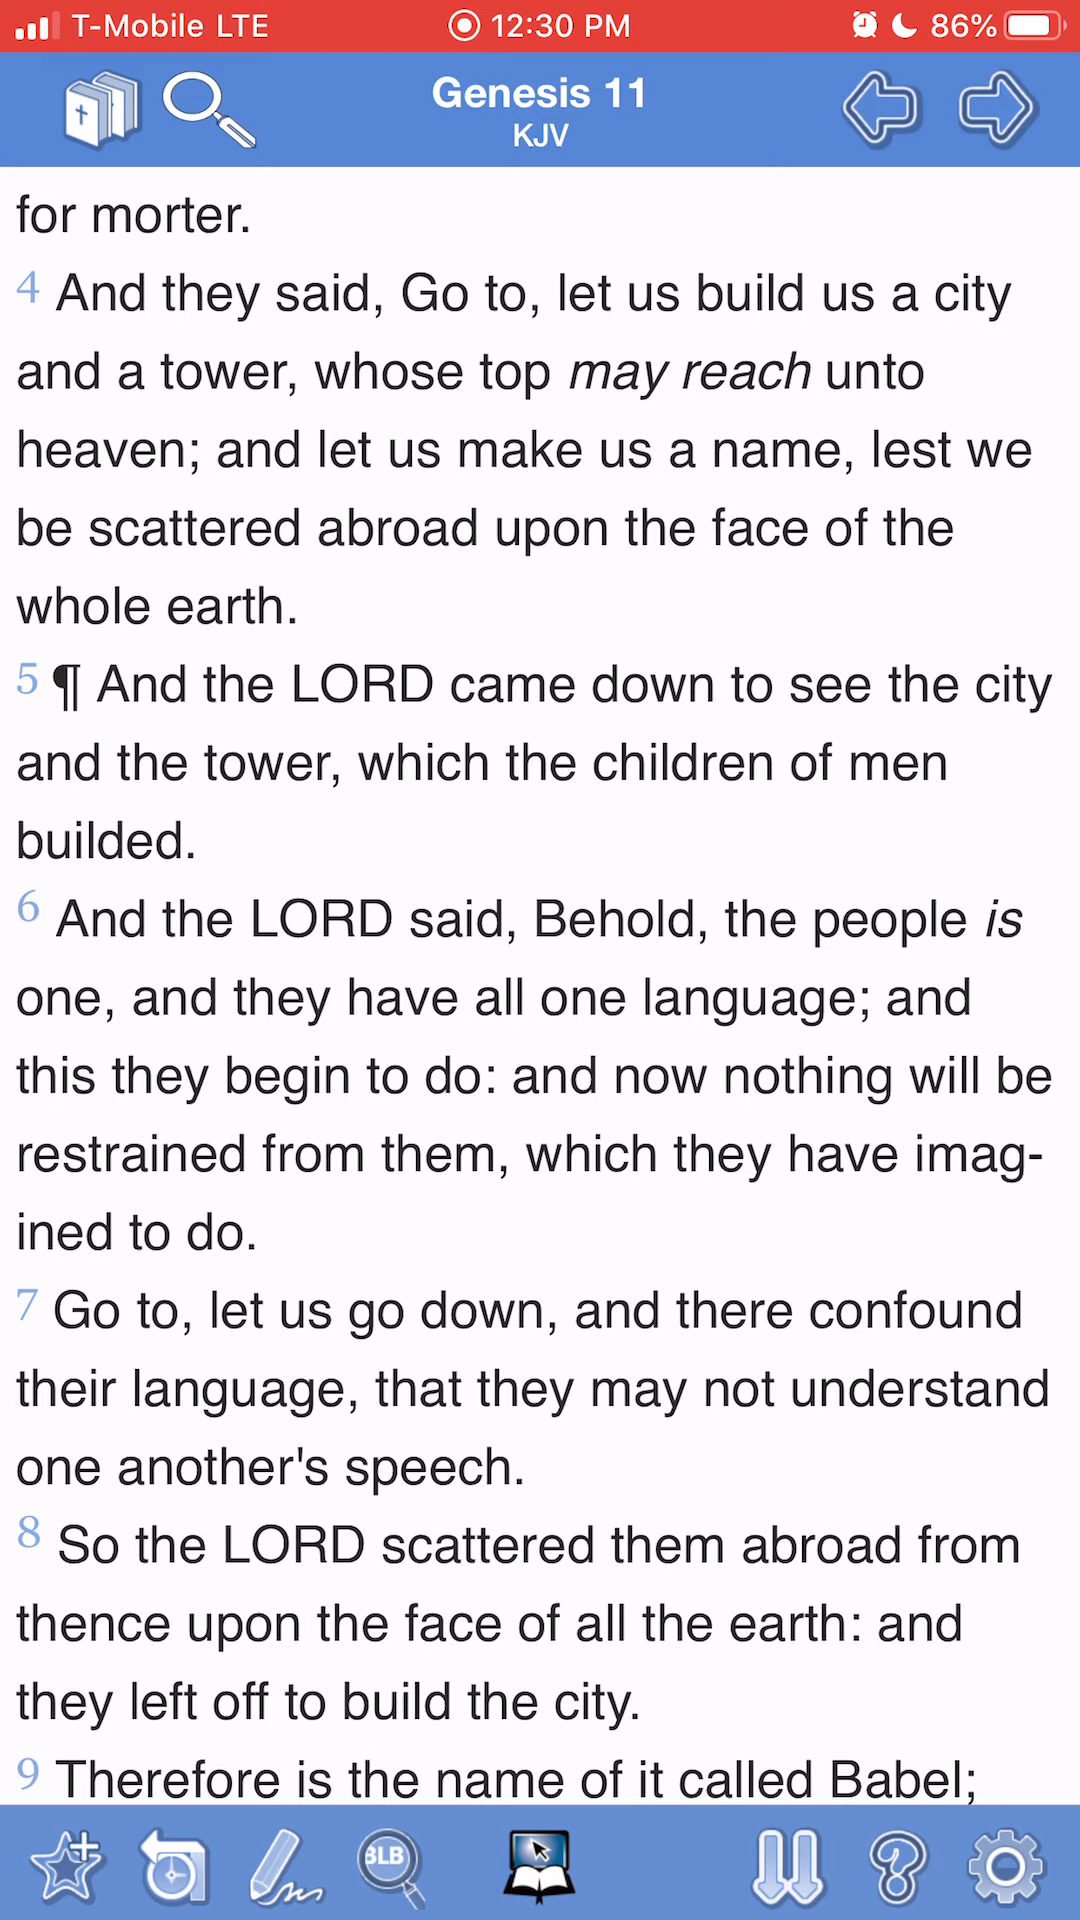 T-Mobile LTE 12:30 PM 86%
Genesis 11
KJV
for morter.
4 And they said, Go to, let us build us a city
and a tower, whose top may reach unto
heaven; and let us make us a name, lest we
be scattered abroad upon the face of the
whole earth.
5 ¶ And the LORD came down to see the city
and the tower, which the children of men
builded.
6 And the LORD said, Behold, the people is
one, and they have all one language; and
this they begin to do: and now nothing will be
restrained from them, which they have imag-
ined to do.
7 Go to, let us go down, and there confound
their language, that they may not understand
one another's speech.
8 So the LORD scattered them abroad from
thence upon the face of all the earth: and
they left off to build the city.
9 Therefore is the name of it called Babel;
BLB